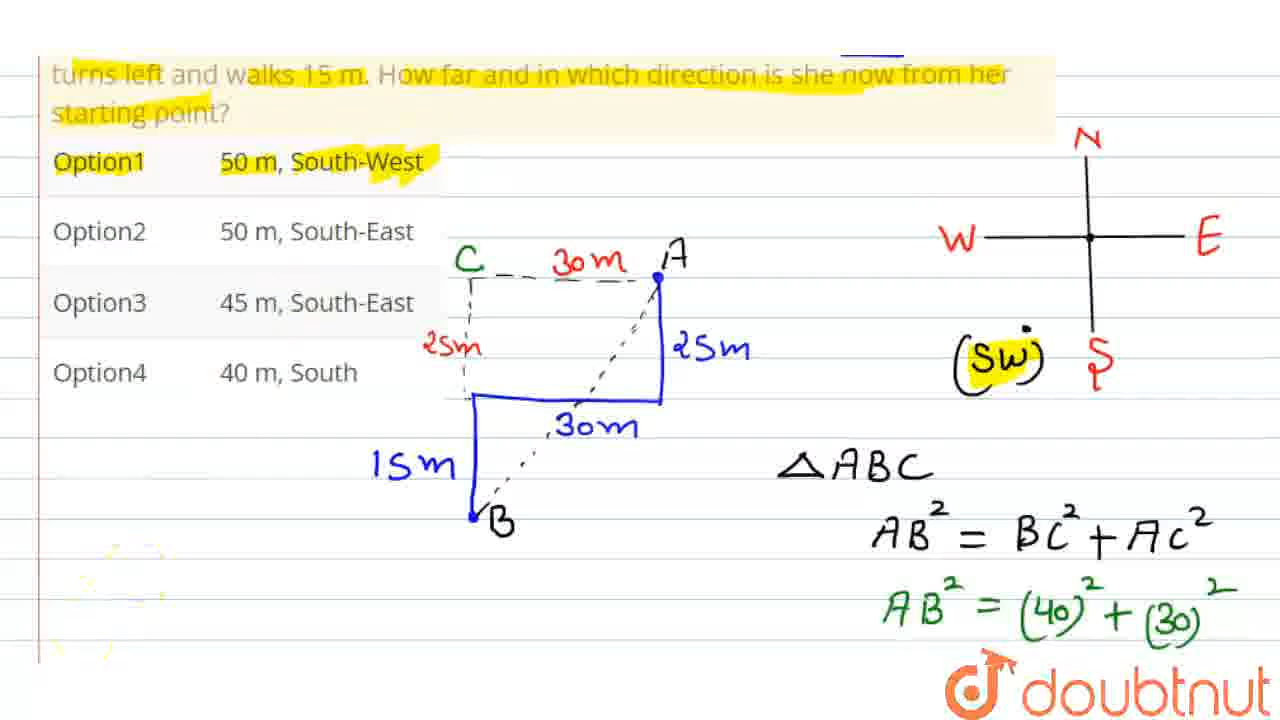 turns left and walks 15 m. How far and in which direction is she now from her
starting point?
Option1 50 m, South-West
Option2 50 m, South-East
Option3 45 m, South-East
Option4 40 m, South
N
W E
S
(SW)
C 30m A
25m 25m
30m
15m
B
△ABC
AB² = BC² + AC²
AB² = (40)² + (30)²
doubtnut